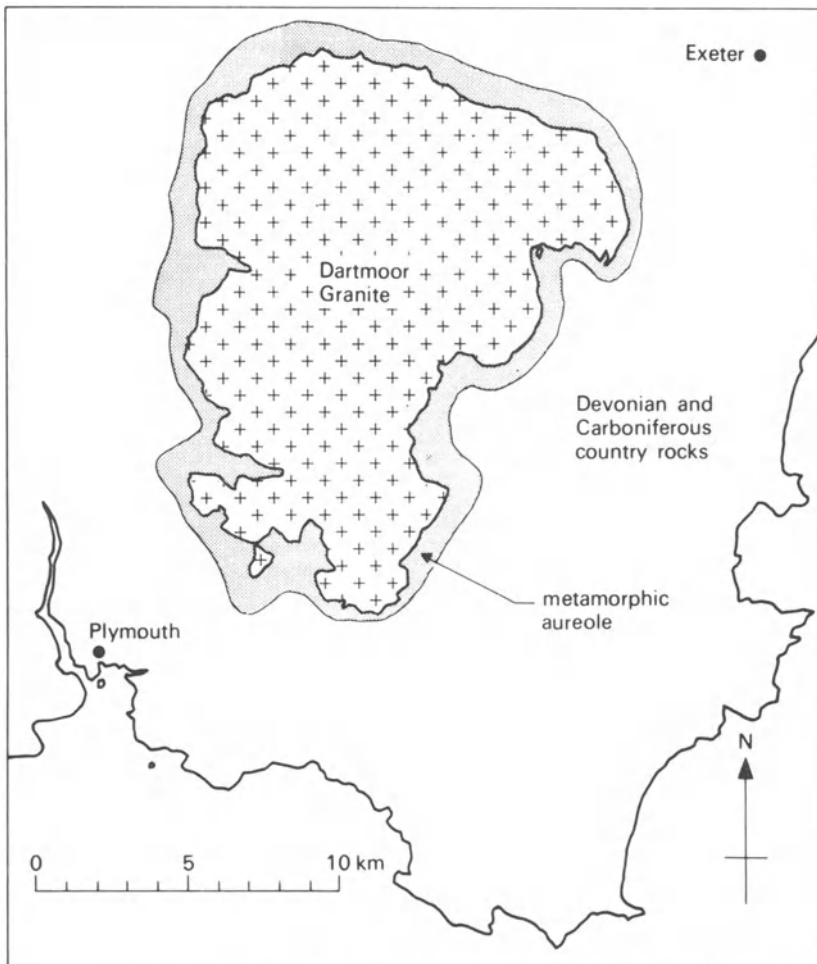 Exeter
Dartmoor
Granite
Devonian and
Carboniferous
country rocks
metamorphic
aureole
Plymouth
N
0 5 10 km